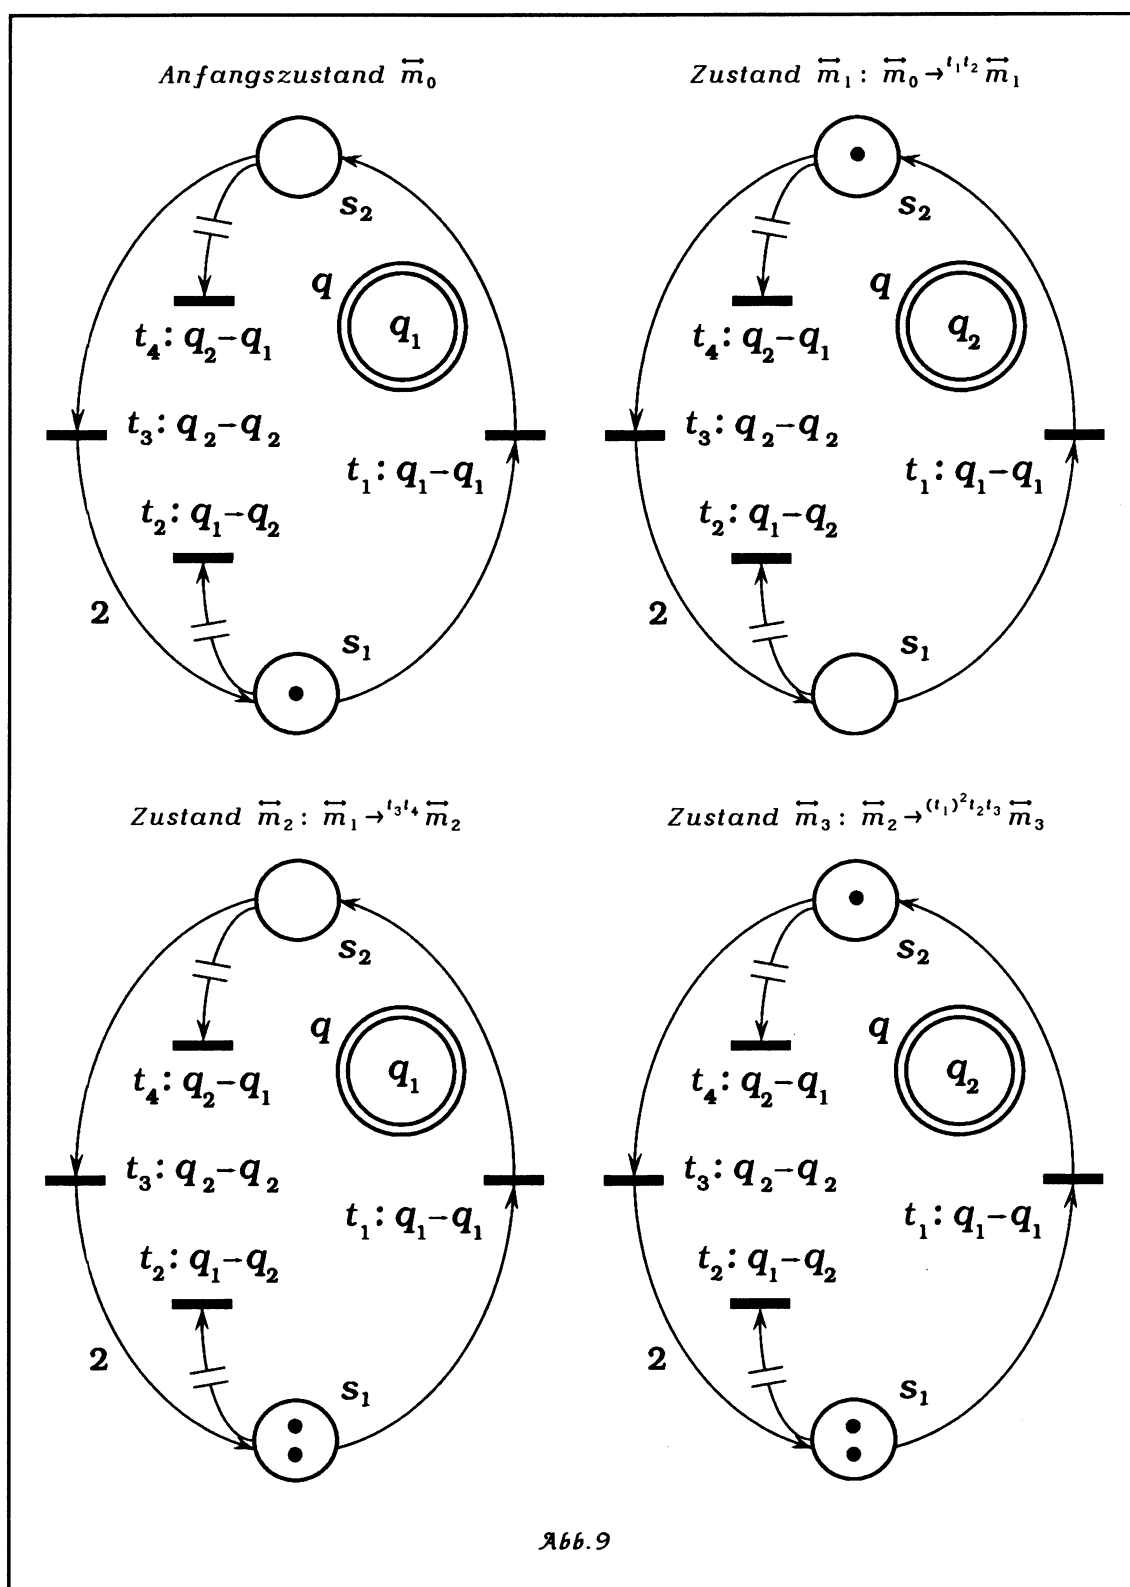 Anfangszustand m⃡₀
s₂
q
q₁
t₄: q₂→q₁
t₃: q₂→q₂
t₁: q₁→q₁
t₂: q₁→q₂
2
s₁
Zustand m⃡₁: m⃡₀ →^{t₁t₂} m⃡₁
s₂
q
q₂
t₄: q₂→q₁
t₃: q₂→q₂
t₁: q₁→q₁
t₂: q₁→q₂
2
s₁
Zustand m⃡₂: m⃡₁ →^{t₃t₄} m⃡₂
s₂
q
q₁
t₄: q₂→q₁
t₃: q₂→q₂
t₁: q₁→q₁
t₂: q₁→q₂
2
s₁
Zustand m⃡₃: m⃡₂ →^{(t₁)²t₂t₃} m⃡₃
s₂
q
q₂
t₄: q₂→q₁
t₃: q₂→q₂
t₁: q₁→q₁
t₂: q₁→q₂
2
s₁
Abb.9